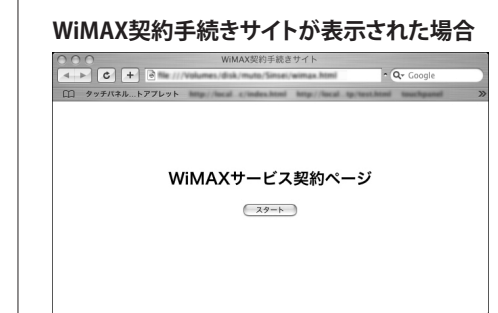 WiMAX契約手続きサイトが表示された場合
WiMAX契約手続きサイト
Google
タッチパネル...トアプレット
WiMAXサービス契約ページ
スタート